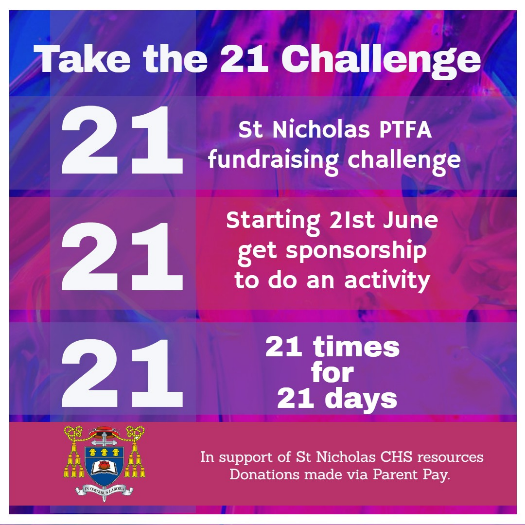 Take the 21 Challenge
21
St Nicholas PTFA
fundraising challenge
21
Starting 21st June
get sponsorship
to do an activity
21
21 times
for
21 days
In support of St Nicholas CHS resources
Donations made via Parent Pay.